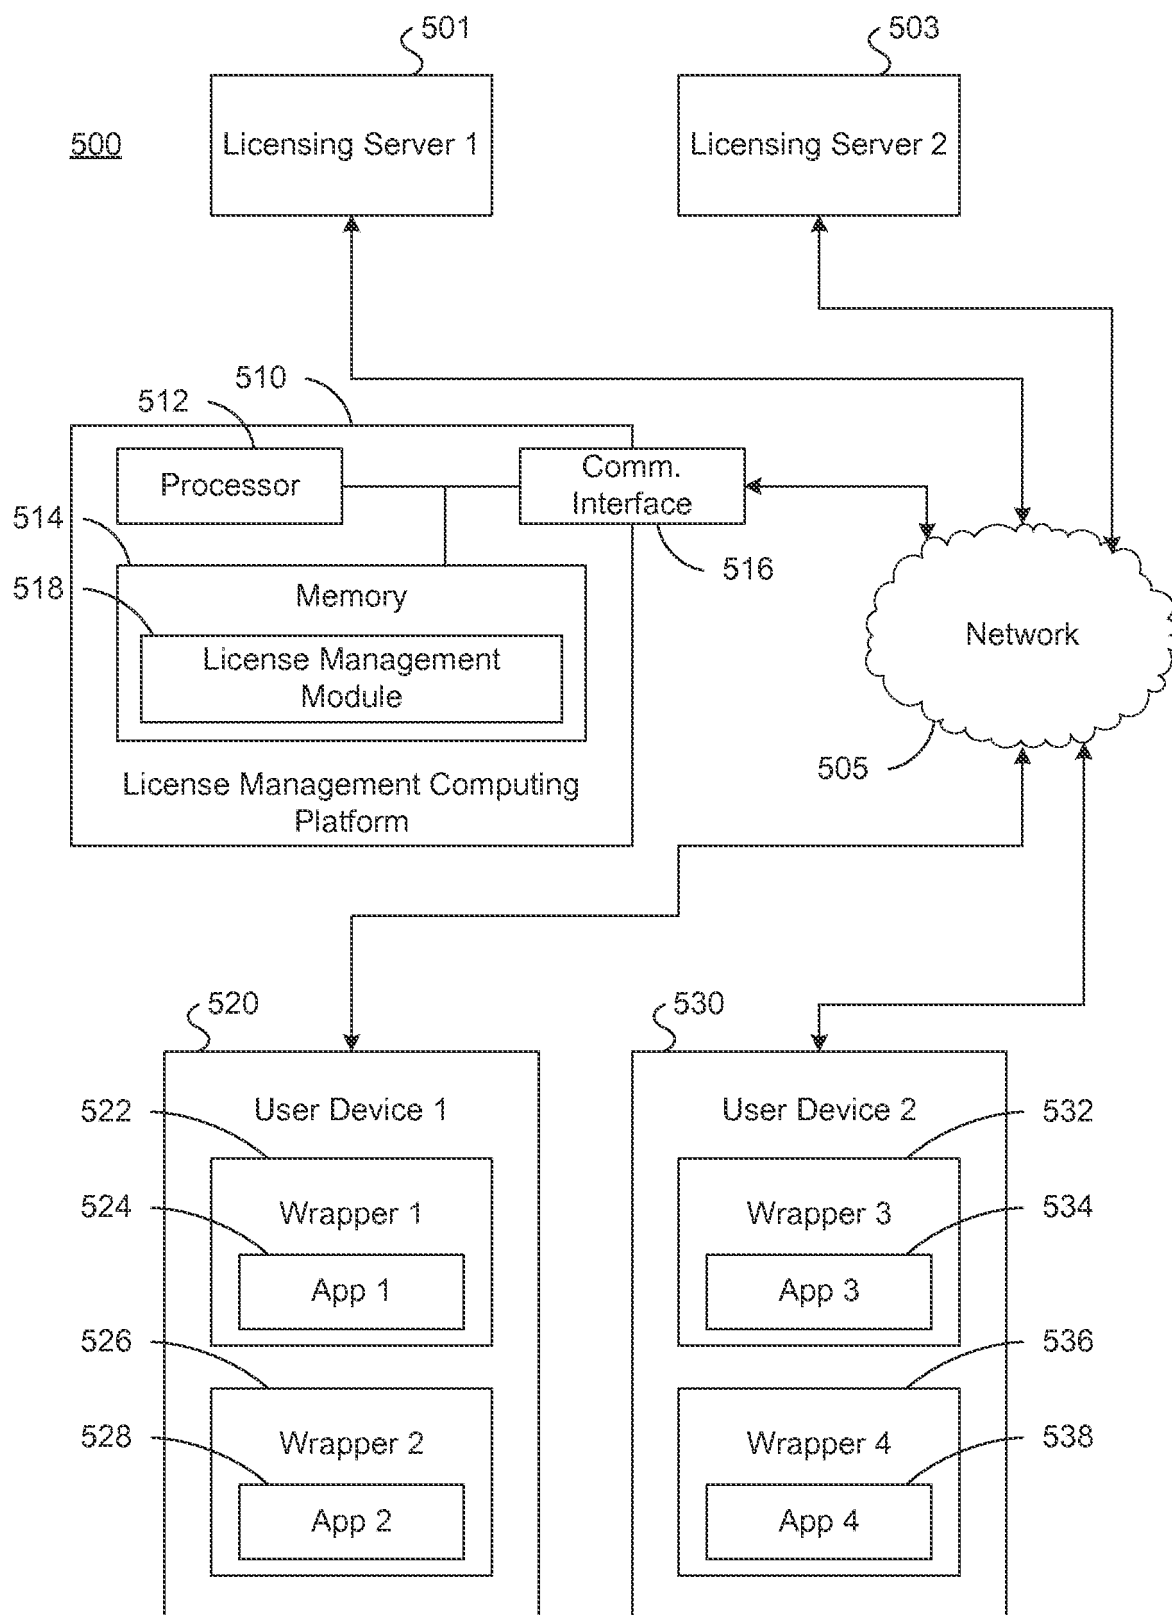 501
503
500
Licensing Server 1
Licensing Server 2
510
512
Processor
Comm.
Interface
514
516
518
Memory
License Management
Module
Network
505
License Management Computing
Platform
520
530
522
User Device 1
User Device 2
532
524
Wrapper 1
Wrapper 3
534
App 1
App 3
526
536
528
Wrapper 2
Wrapper 4
538
App 2
App 4